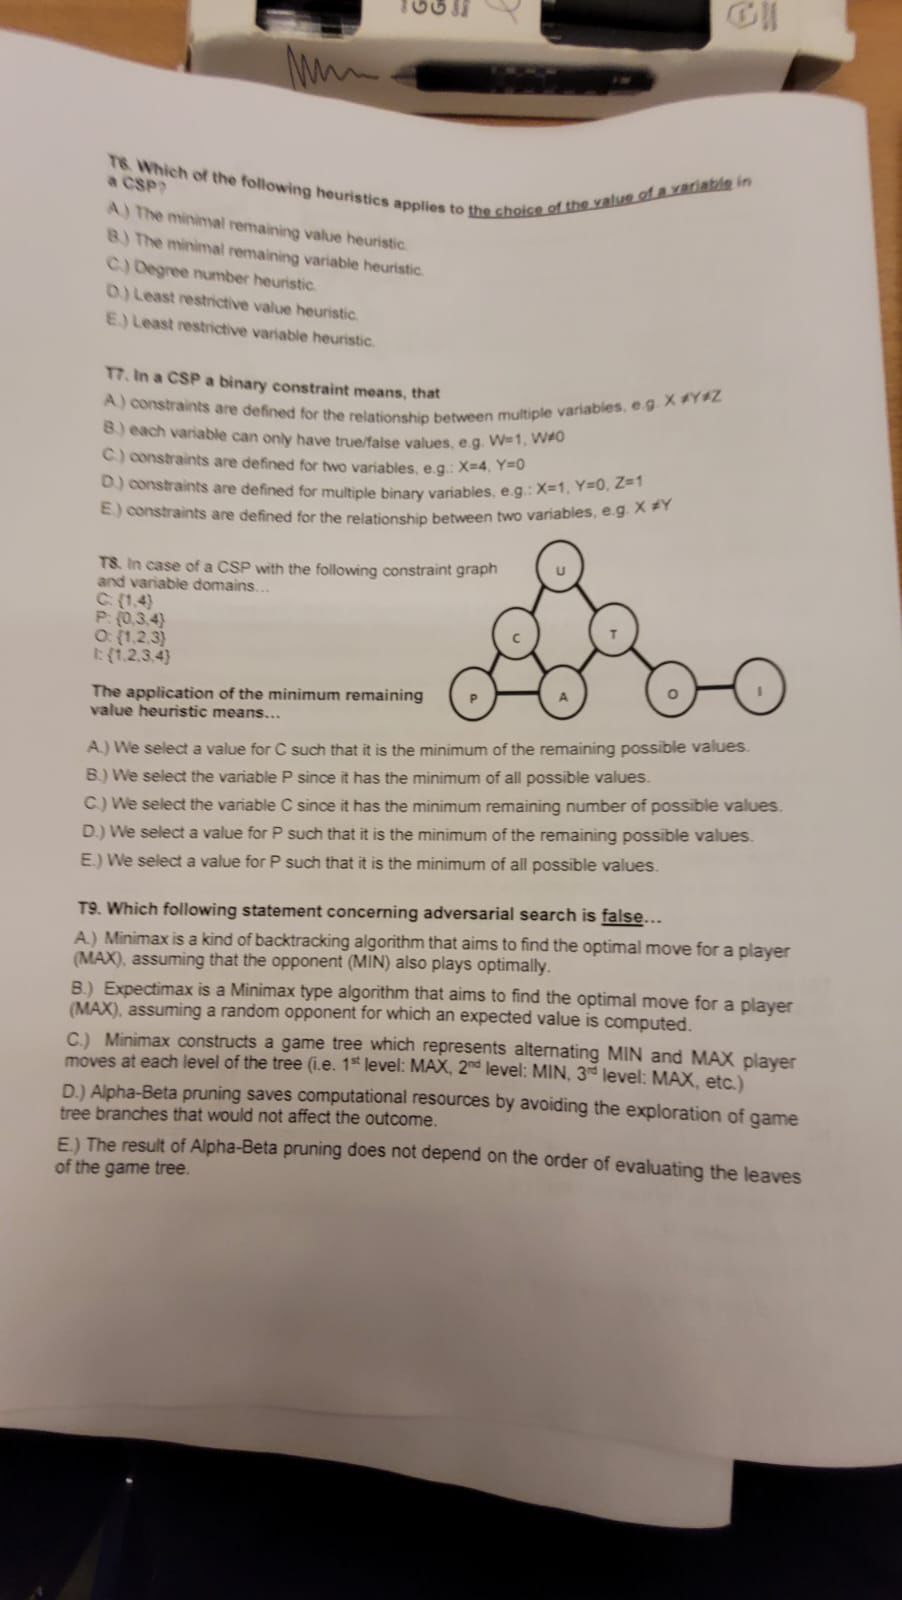 T6. Which of the following heuristics applies to the choice of the value of a variable in
a CSP?
A.) The minimal remaining value heuristic.
B.) The minimal remaining variable heuristic.
C.) Degree number heuristic.
D.) Least restrictive value heuristic.
E.) Least restrictive variable heuristic.
T7. In a CSP a binary constraint means, that
A.) constraints are defined for the relationship between multiple variables, e.g. X ≠Y≠Z
B.) each variable can only have true/false values, e.g. W=1, W≠0
C.) constraints are defined for two variables, e.g.: X=4, Y=0
D.) constraints are defined for multiple binary variables, e.g.: X=1, Y=0, Z=1
E.) constraints are defined for the relationship between two variables, e.g. X ≠Y
T8. In case of a CSP with the following constraint graph
and variable domains...
C: {1,4}
P: {0,3,4}
O: {1,2,3}
I: {1,2,3,4}
U
C
T
P
A
O
I
The application of the minimum remaining
value heuristic means...
A.) We select a value for C such that it is the minimum of the remaining possible values.
B.) We select the variable P since it has the minimum of all possible values.
C.) We select the variable C since it has the minimum remaining number of possible values.
D.) We select a value for P such that it is the minimum of the remaining possible values.
E.) We select a value for P such that it is the minimum of all possible values.
T9. Which following statement concerning adversarial search is false...
A.) Minimax is a kind of backtracking algorithm that aims to find the optimal move for a player
(MAX), assuming that the opponent (MIN) also plays optimally.
B.) Expectimax is a Minimax type algorithm that aims to find the optimal move for a player
(MAX), assuming a random opponent for which an expected value is computed.
C.) Minimax constructs a game tree which represents alternating MIN and MAX player
moves at each level of the tree (i.e. 1st level: MAX, 2nd level: MIN, 3rd level: MAX, etc.)
D.) Alpha-Beta pruning saves computational resources by avoiding the exploration of game
tree branches that would not affect the outcome.
E.) The result of Alpha-Beta pruning does not depend on the order of evaluating the leaves
of the game tree.